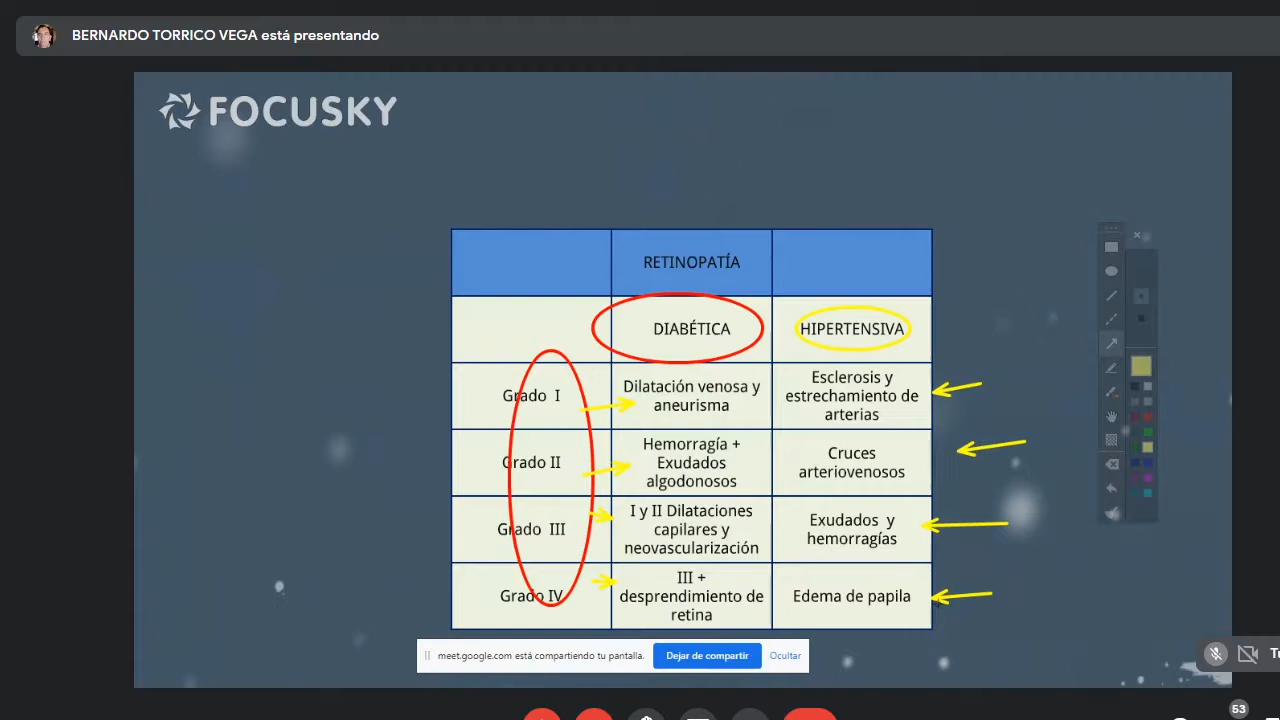 BERNARDO TORRICO VEGA está presentando
FOCUSKY
RETINOPATÍA
DIABÉTICA
HIPERTENSIVA
Grado I
Dilatación venosa y
aneurisma
Esclerosis y
estrechamiento de
arterias
Grado II
Hemorragía +
Exudados
algodonosos
Cruces
arteriovenosos
Grado III
I y II Dilataciones
capilares y
neovascularización
Exudados y
hemorragías
Grado IV
III +
desprendimiento de
retina
Edema de papila
meet.google.com está compartiendo tu pantalla.
Dejar de compartir
Ocultar
53